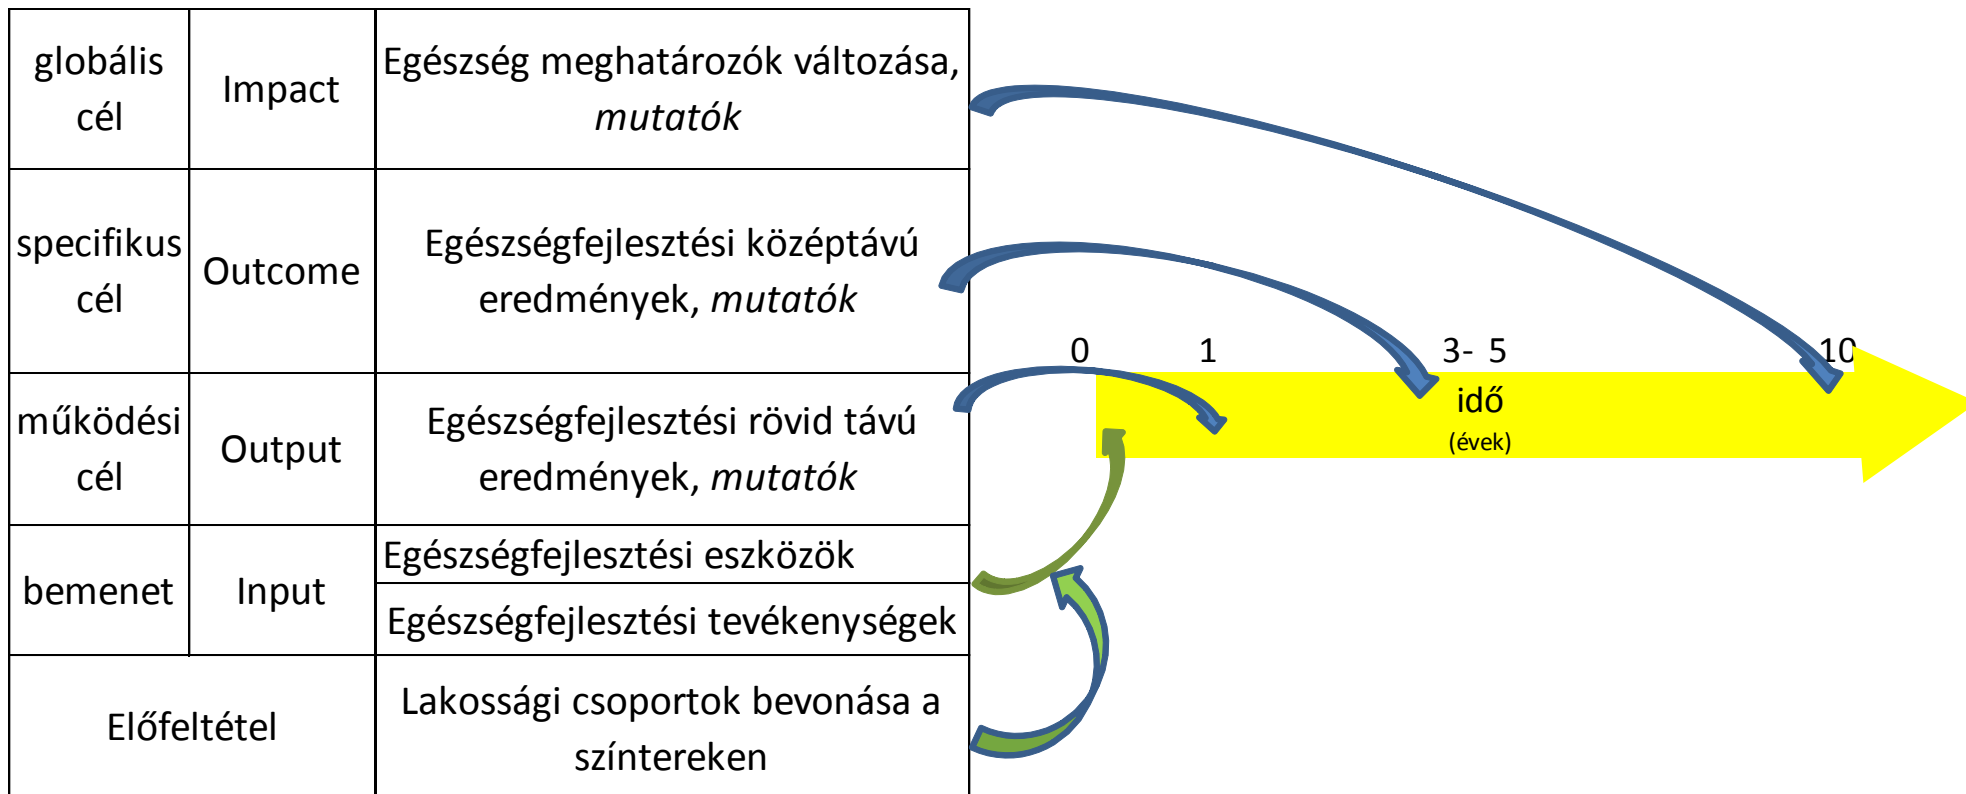 globális
cél
Impact
Egészség meghatározók változása,
mutatók
specifikus
cél
Outcome
Egészségfejlesztési középtávú
eredmények, mutatók
működési
cél
Output
Egészségfejlesztési rövid távú
eredmények, mutatók
bemenet
Input
Egészségfejlesztési eszközök
Egészségfejlesztési tevékenységek
Előfeltétel
Lakossági csoportok bevonása a
színtereken
0 1 3- 5 10
idő
(évek)